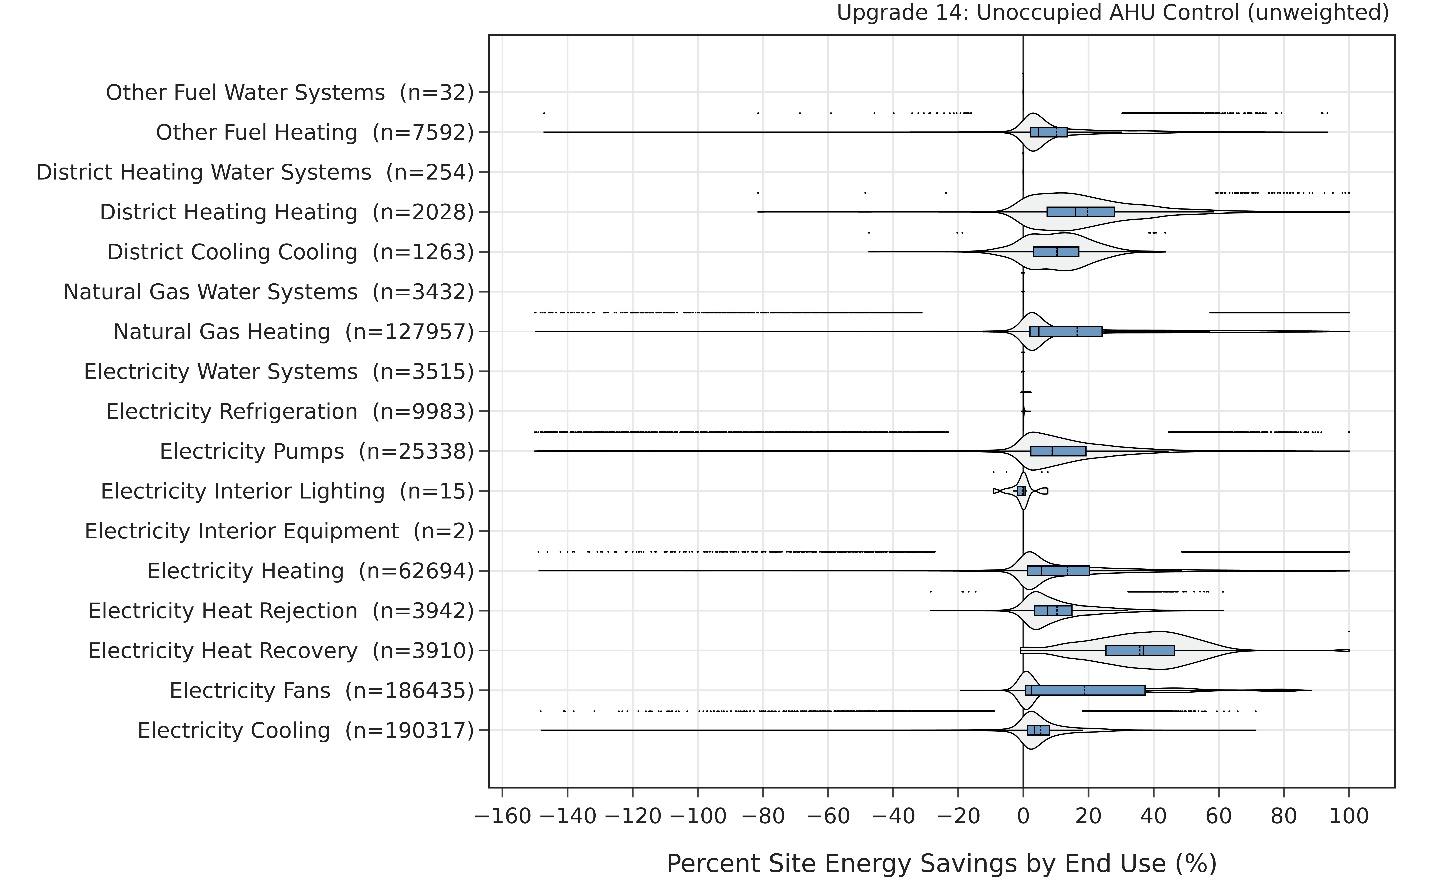 Upgrade 14: Unoccupied AHU Control (unweighted)
Other Fuel Water Systems (n=32)
Other Fuel Heating (n=7592)
District Heating Water Systems (n=254)
District Heating Heating (n=2028)
District Cooling Cooling (n=1263)
Natural Gas Water Systems (n=3432)
Natural Gas Heating (n=127957)
Electricity Water Systems (n=3515)
Electricity Refrigeration (n=9983)
Electricity Pumps (n=25338)
Electricity Interior Lighting (n=15)
Electricity Interior Equipment (n=2)
Electricity Heating (n=62694)
Electricity Heat Rejection (n=3942)
Electricity Heat Recovery (n=3910)
Electricity Fans (n=186435)
Electricity Cooling (n=190317)
−160 −140 −120 −100 −80 −60 −40 −20 0 20 40 60 80 100
Percent Site Energy Savings by End Use (%)